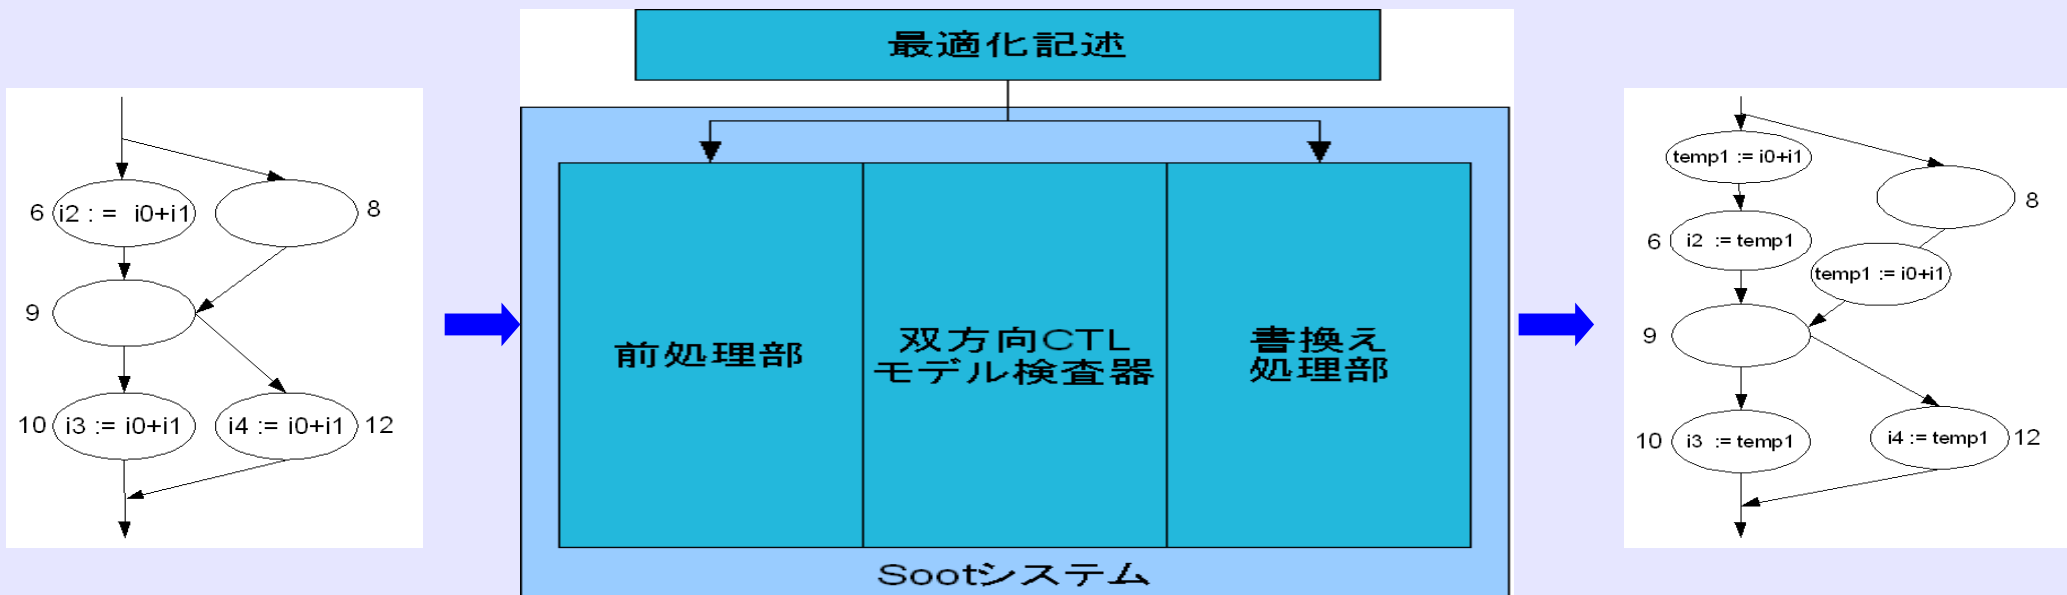 6
i2 : = i0+i1
8
9
10
i3 := i0+i1
i4 := i0+i1
12
最適化記述
前処理部
双方向CTL
モデル検査器
書換え
処理部
Sootシステム
temp1 := i0+i1
8
6
i2 := temp1
temp1 := i0+i1
9
10
i3 := temp1
i4 := temp1
12